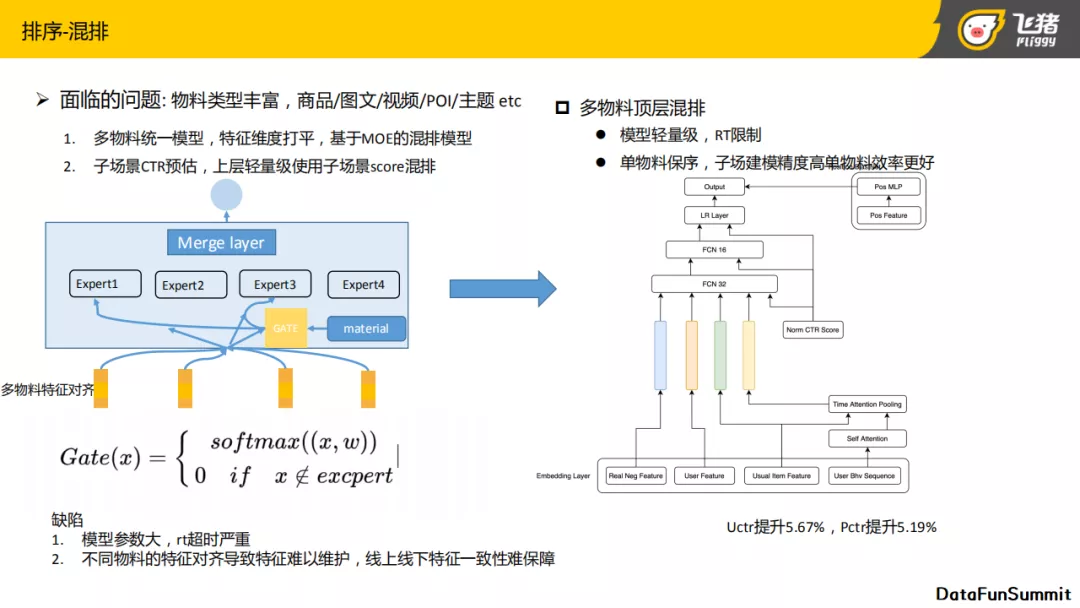 排序-混排
飞猪
Fliggy
面临的问题: 物料类型丰富，商品/图文/视频/POI/主题 etc
1. 多物料统一模型，特征维度打平，基于MOE的混排模型
2. 子场景CTR预估，上层轻量级使用子场景score混排
Merge layer
Expert1
Expert2
Expert3
Expert4
GATE
material
多物料特征对齐
Gate(x) = { softmax((x, w))
0 if x ∉ excpert
缺陷
1. 模型参数大，rt超时严重
2. 不同物料的特征对齐导致特征难以维护，线上线下特征一致性难保障
多物料顶层混排
模型轻量级，RT限制
单物料保序，子场建模精度高单物料效率更好
Output
Pos MLP
LR Layer
Pos Feature
FCN 16
FCN 32
Norm CTR Score
Time Attention Pooling
Self Attention
Embedding Layer
Real Neg Feature
User Feature
Usual Item Feature
User Bhv Sequence
Uctr提升5.67%，Pctr提升5.19%
DataFunSummit